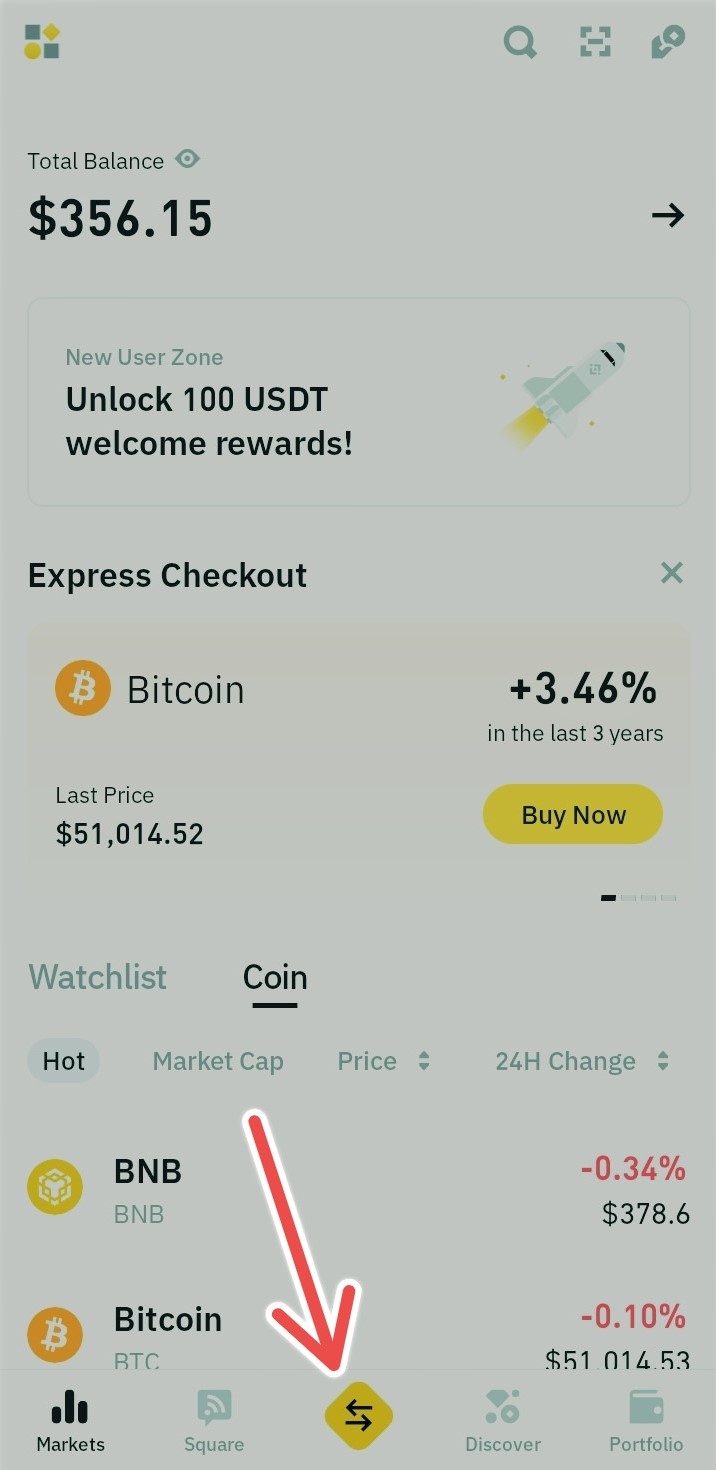 Total Balance
$356.15
New User Zone
Unlock 100 USDT
welcome rewards!
Express Checkout
Bitcoin
+3.46%
in the last 3 years
Last Price
$51,014.52
Buy Now
Watchlist Coin
Hot Market Cap Price 24H Change
BNB -0.34%
BNB $378.6
Bitcoin -0.10%
BTC $51,014.53
Markets Square Discover Portfolio